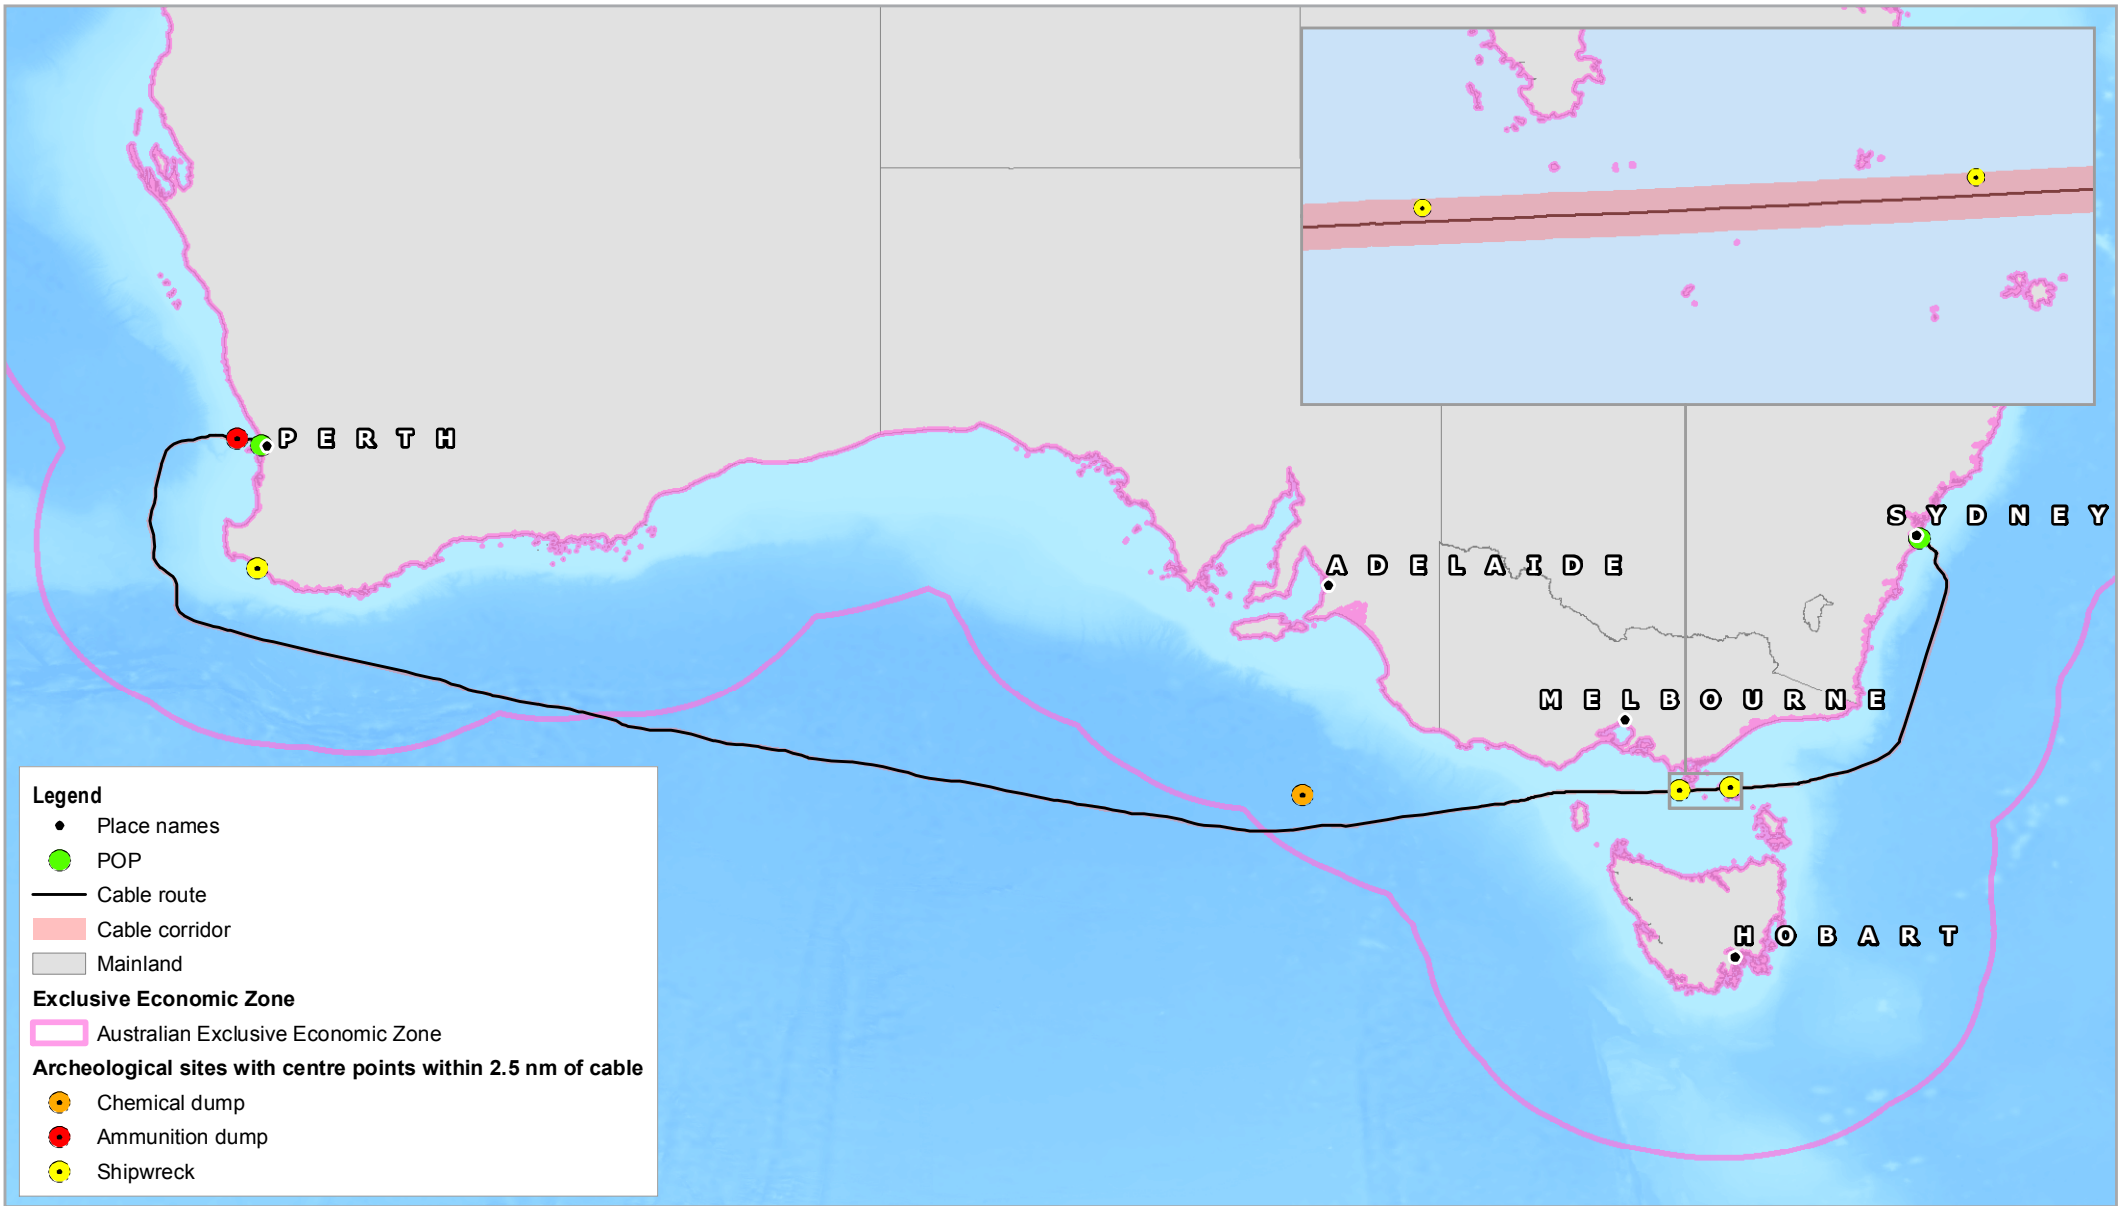 PERTH
SYDNEY
ADELAIDE
MELBOURNE
HOBART
Legend
Place names
POP
Cable route
Cable corridor
Mainland
Exclusive Economic Zone
Australian Exclusive Economic Zone
Archeological sites with centre points within 2.5 nm of cable
Chemical dump
Ammunition dump
Shipwreck